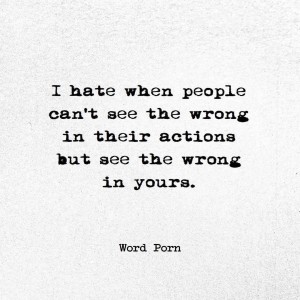 I hate when people
can't see the wrong
in their actions
but see the wrong
in yours.
Word Porn